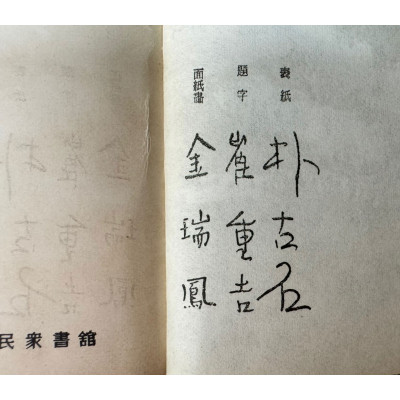 表紙 朴古石
題字 崔重吉
面紙畵 金瑞鳳
民衆書舘